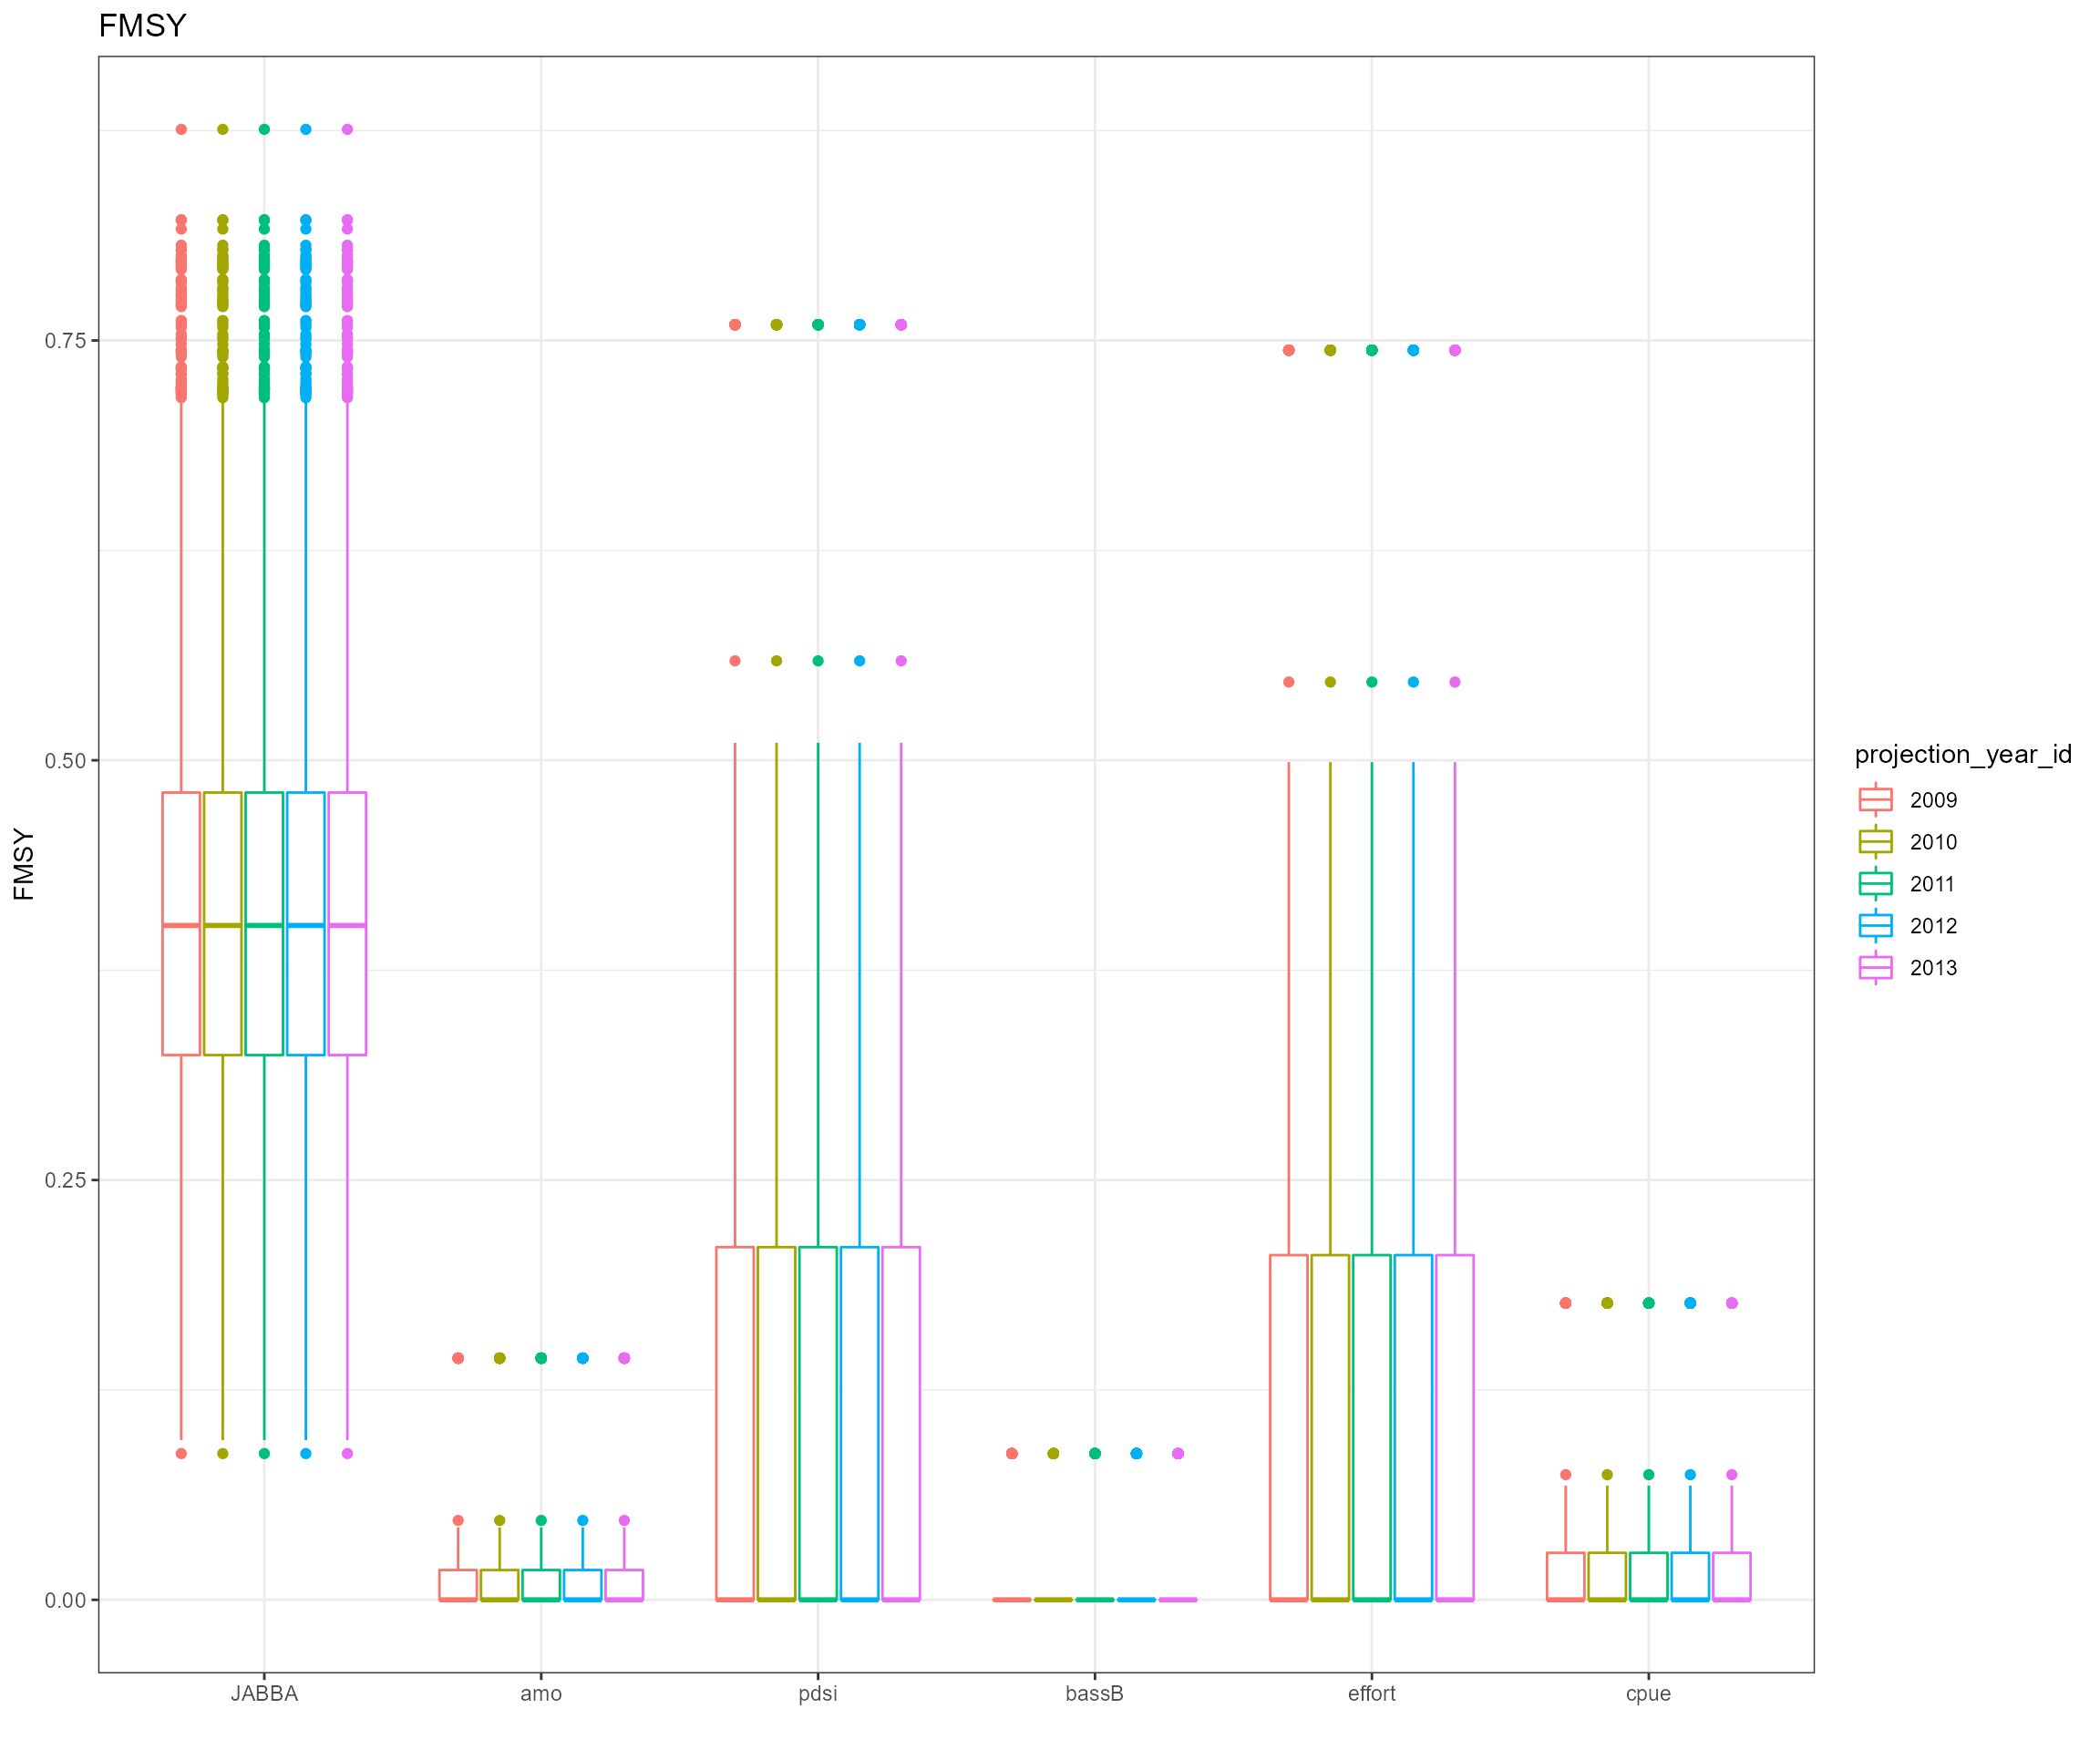 FMSY
FMSY
0.75
0.50
0.25
0.00
JABBA
amo
pdsi
bassB
effort
cpue
projection_year_id
2009
2010
2011
2012
2013